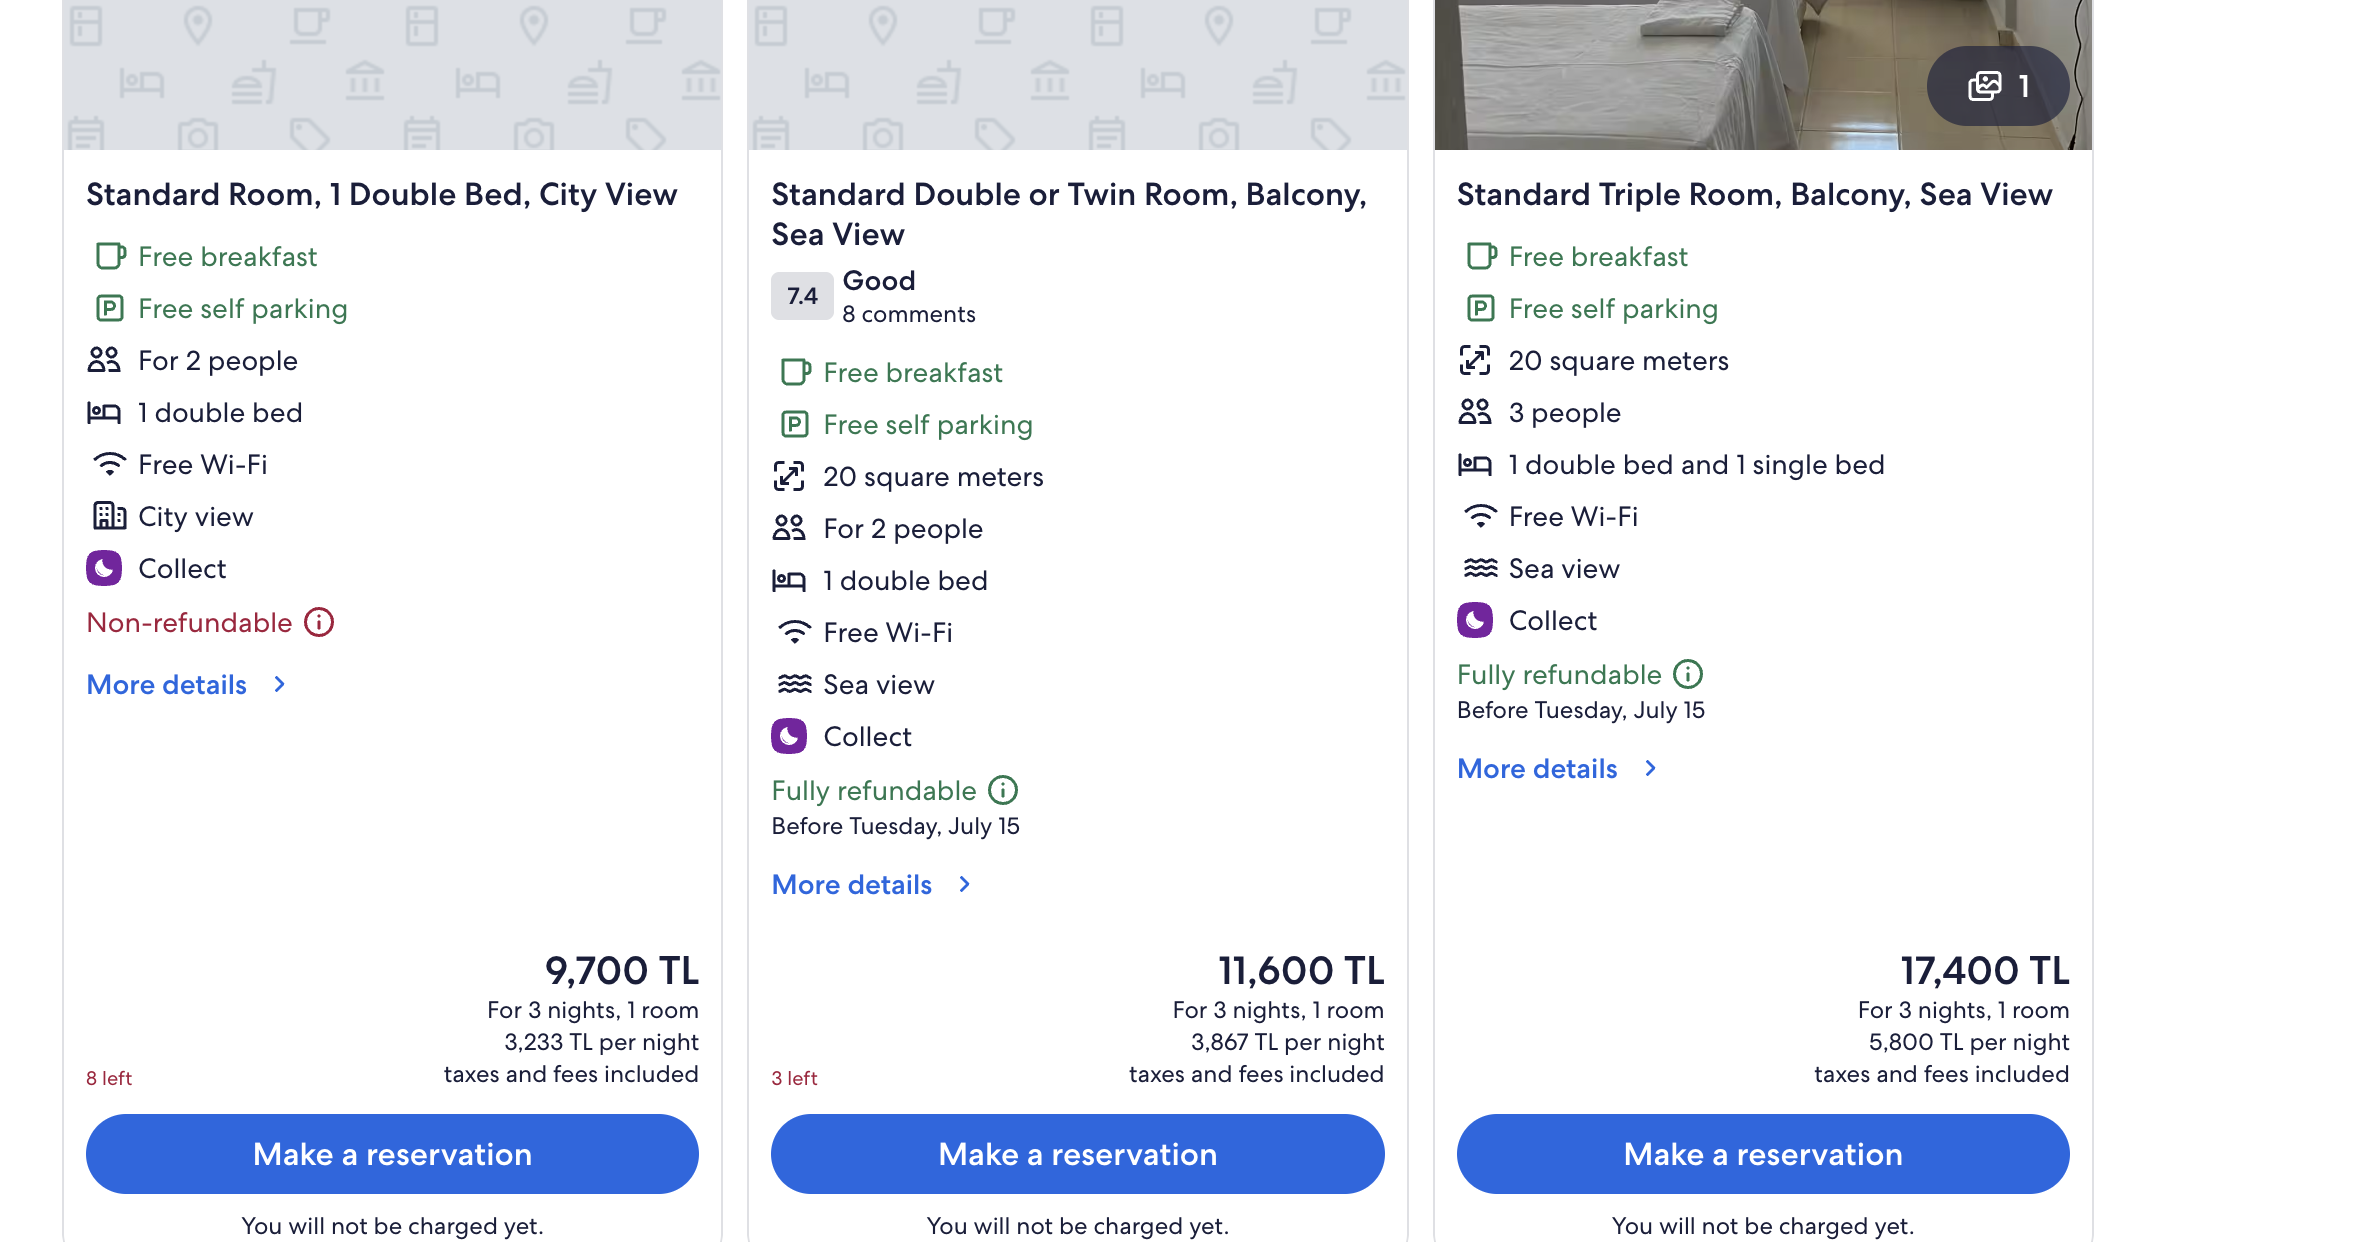 1
Standard Room, 1 Double Bed, City View
Free breakfast
Free self parking
For 2 people
1 double bed
Free Wi-Fi
City view
Collect
Non-refundable
More details
9,700 TL
For 3 nights, 1 room
3,233 TL per night
8 left
taxes and fees included
Make a reservation
You will not be charged yet.
Standard Double or Twin Room, Balcony,
Sea View
7.4
Good
8 comments
Free breakfast
Free self parking
20 square meters
For 2 people
1 double bed
Free Wi-Fi
Sea view
Collect
Fully refundable
Before Tuesday, July 15
More details
11,600 TL
For 3 nights, 1 room
3,867 TL per night
3 left
taxes and fees included
Make a reservation
You will not be charged yet.
Standard Triple Room, Balcony, Sea View
Free breakfast
Free self parking
20 square meters
3 people
1 double bed and 1 single bed
Free Wi-Fi
Sea view
Collect
Fully refundable
Before Tuesday, July 15
More details
17,400 TL
For 3 nights, 1 room
5,800 TL per night
taxes and fees included
Make a reservation
You will not be charged yet.